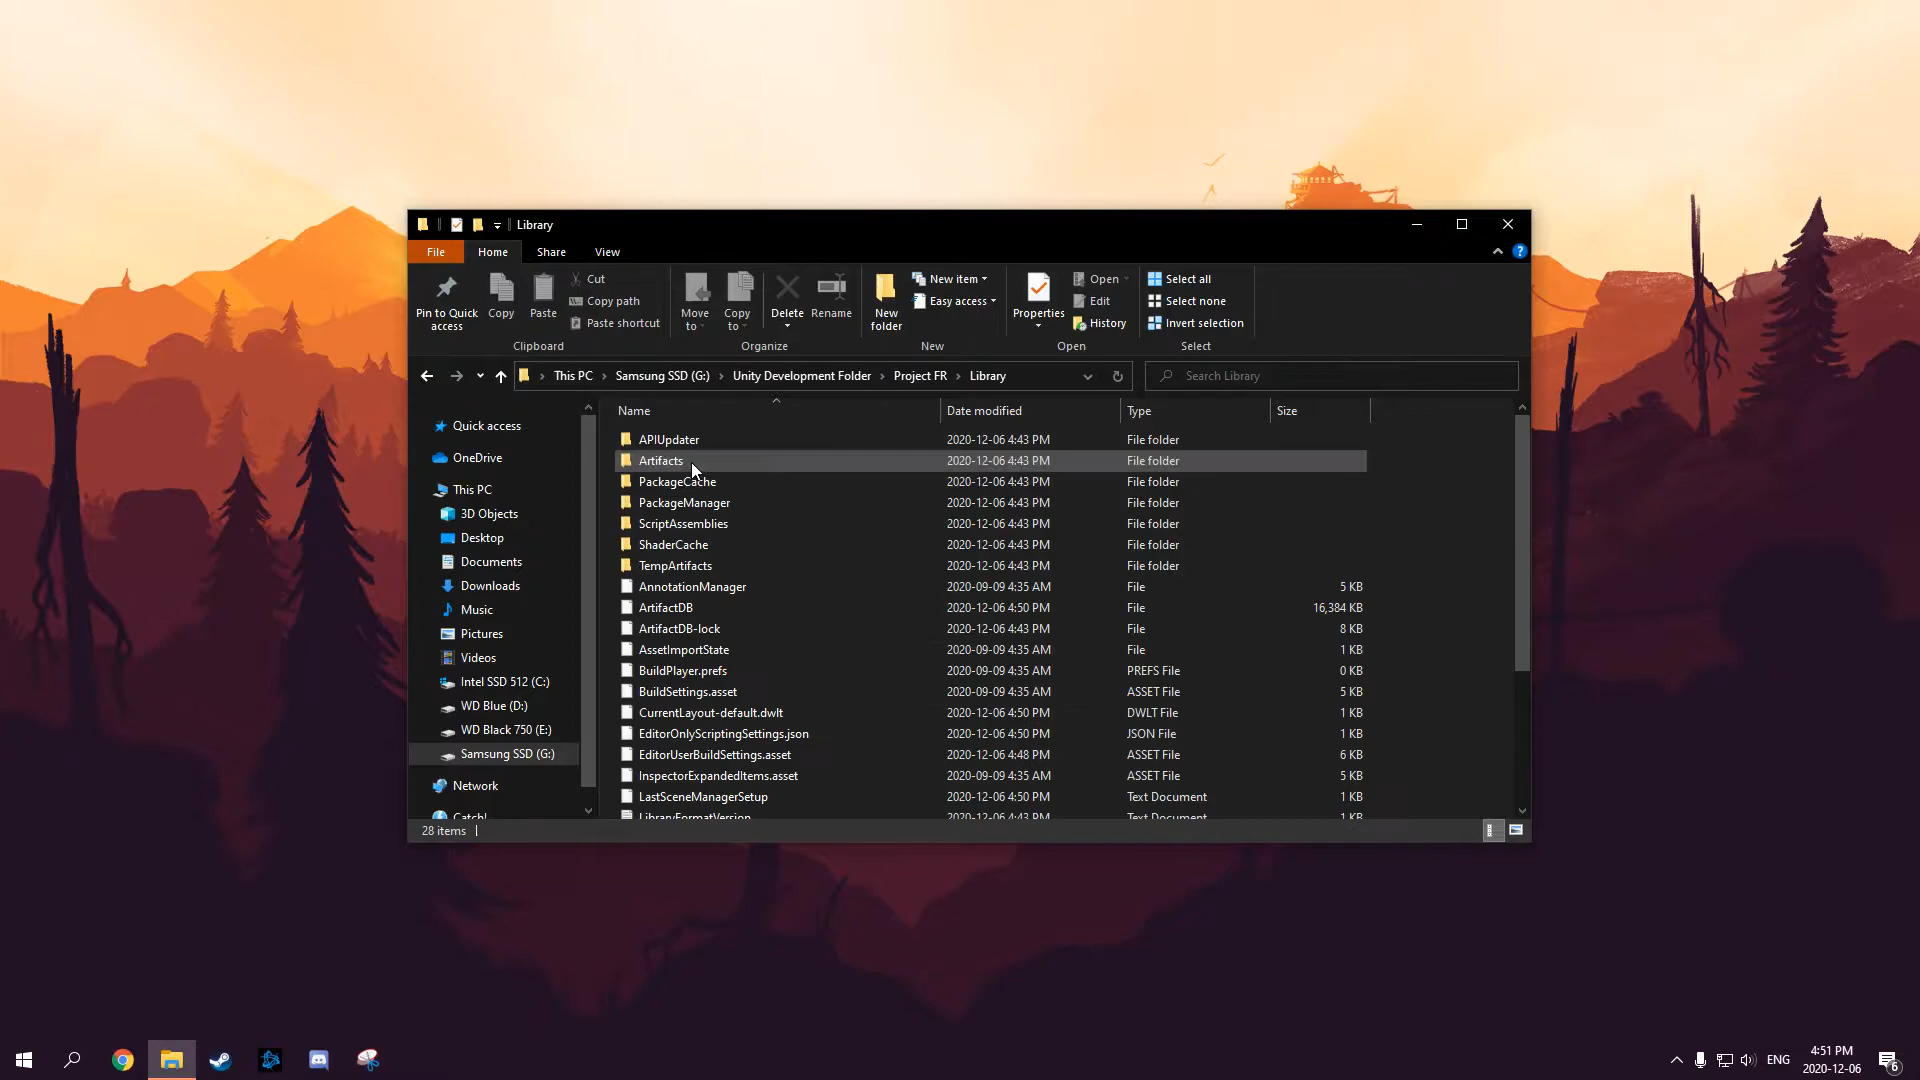 Library
File Home Share View
Pin to Quick access
Copy
Paste
Cut
Copy path
Paste shortcut
Clipboard
Move to
Copy to
Delete
Rename
Organize
New folder
New item
Easy access
New
Properties
Open
Edit
History
Open
Select all
Select none
Invert selection
Select
This PC Samsung SSD (G:) Unity Development Folder Project FR Library
Search Library
Quick access
OneDrive
This PC
3D Objects
Desktop
Documents
Downloads
Music
Pictures
Videos
Intel SSD 512 (C:)
WD Blue (D:)
WD Black 750 (E:)
Samsung SSD (G:)
Network
Catch!
Name Date modified Type Size
APIUpdater 2020-12-06 4:43 PM File folder
Artifacts 2020-12-06 4:43 PM File folder
PackageCache 2020-12-06 4:43 PM File folder
PackageManager 2020-12-06 4:43 PM File folder
ScriptAssemblies 2020-12-06 4:43 PM File folder
ShaderCache 2020-12-06 4:43 PM File folder
TempArtifacts 2020-12-06 4:43 PM File folder
AnnotationManager 2020-09-09 4:35 AM File 5 KB
ArtifactDB 2020-12-06 4:50 PM File 16,384 KB
ArtifactDB-lock 2020-12-06 4:43 PM File 8 KB
AssetImportState 2020-09-09 4:35 AM File 1 KB
BuildPlayer.prefs 2020-09-09 4:35 AM PREFS File 0 KB
BuildSettings.asset 2020-09-09 4:35 AM ASSET File 5 KB
CurrentLayout-default.dwlt 2020-12-06 4:50 PM DWLT File 1 KB
EditorOnlyScriptingSettings.json 2020-12-06 4:50 PM JSON File 1 KB
EditorUserBuildSettings.asset 2020-12-06 4:48 PM ASSET File 6 KB
InspectorExpandedItems.asset 2020-09-09 4:35 AM ASSET File 5 KB
LastSceneManagerSetup 2020-12-06 4:50 PM Text Document 1 KB
LibraryFormatVersion 2020-12-06 4:43 PM Text Document 1 KB
28 items
ENG
4:51 PM
2020-12-06
6